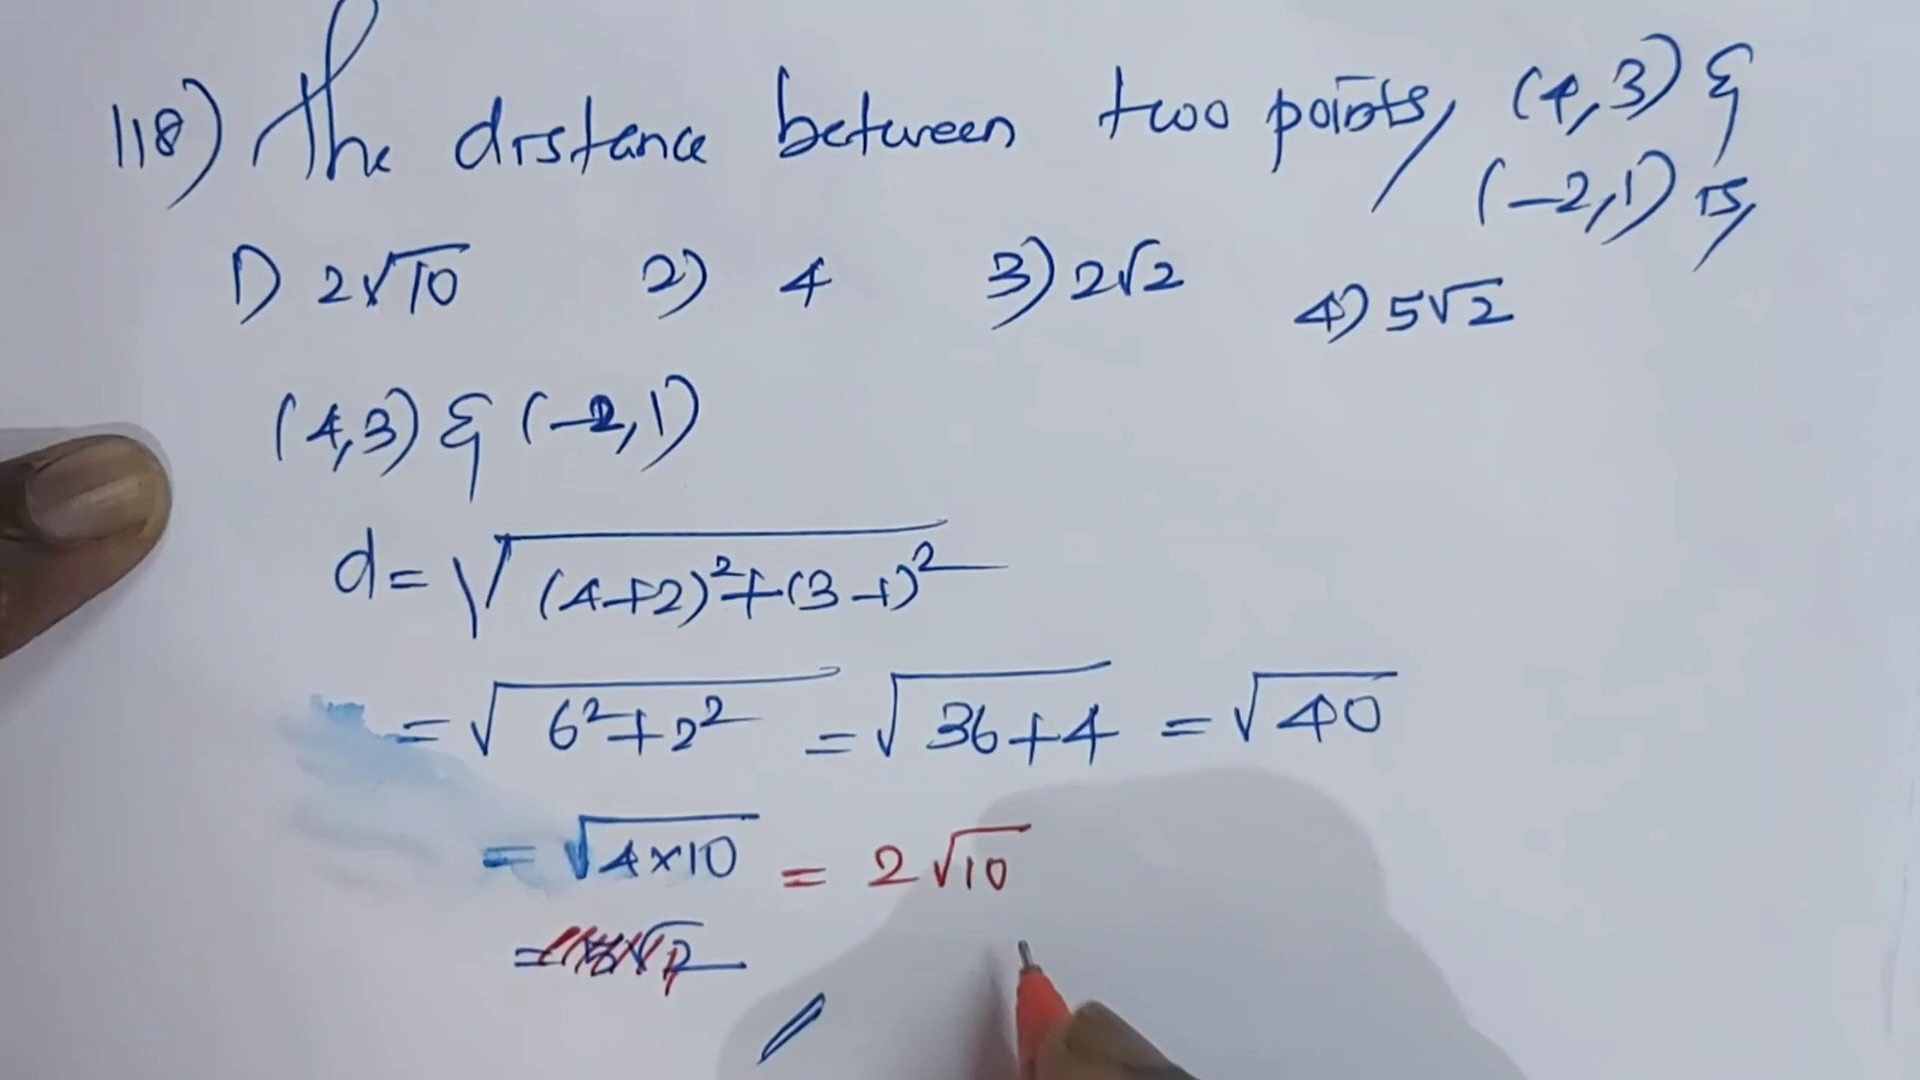 118) The distance between two points, (4,3) &
(-2,1) is,
1) 2√10 2) 4 3) 2√2 4) 5√2
(4,3) & (-2,1)
d = √(4+2)²+(3-1)²
= √6²+2² = √36+4 = √40
= √4×10 = 2√10
=